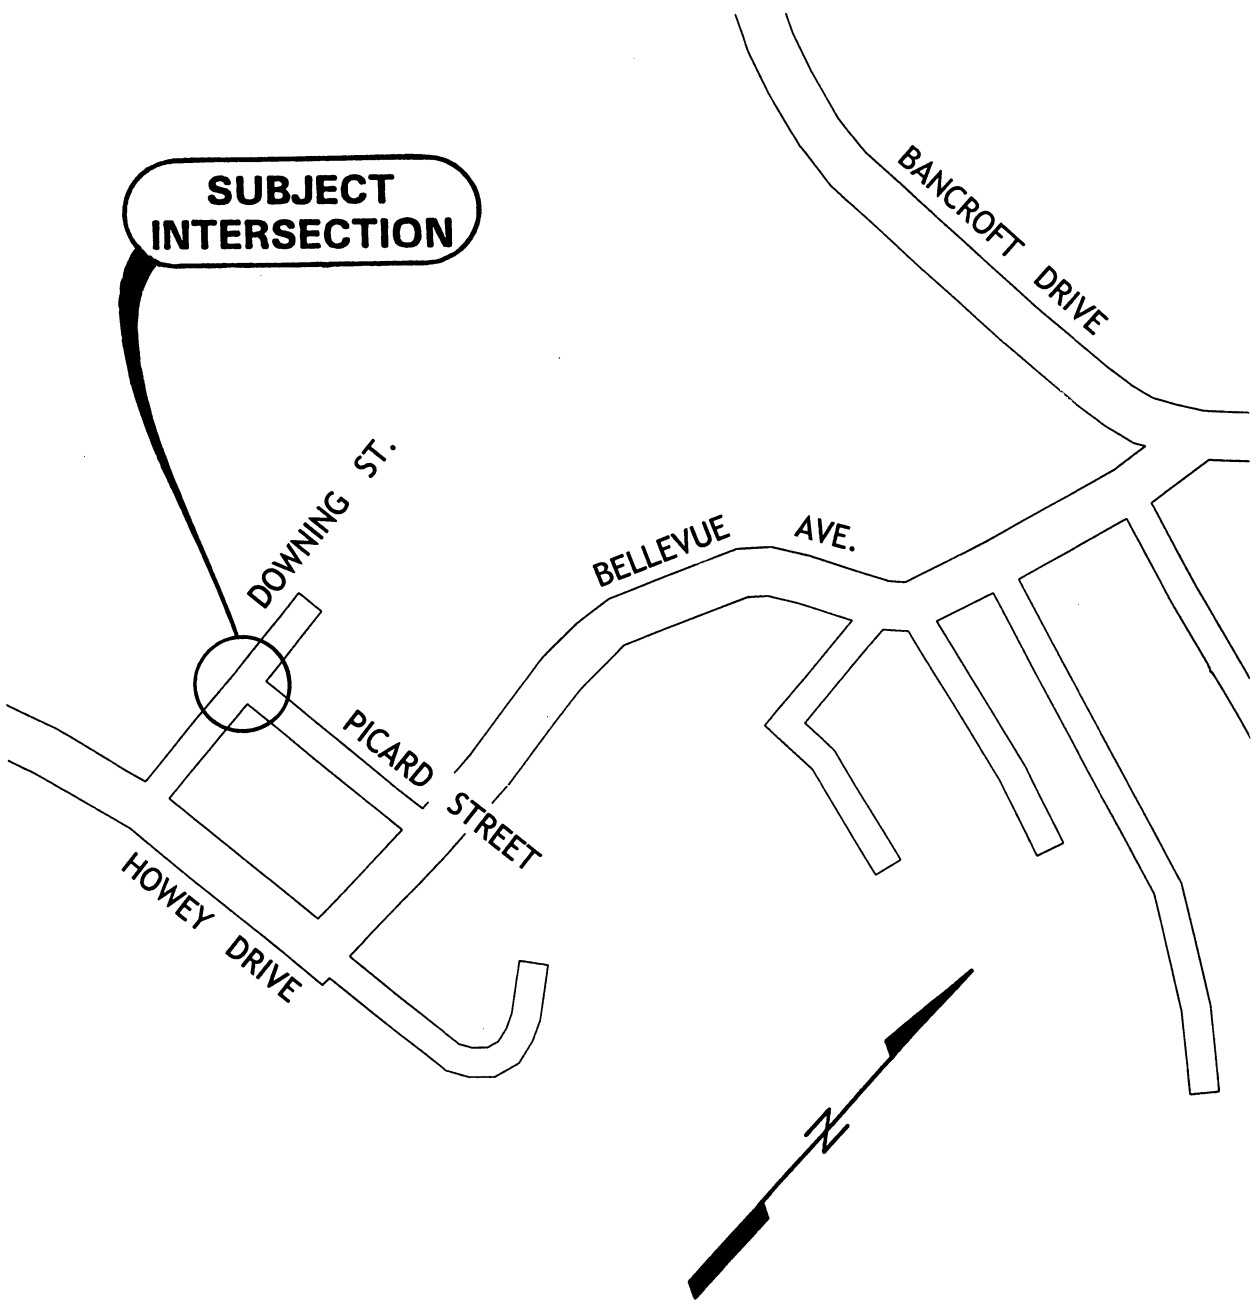 SUBJECT
INTERSECTION
BANCROFT DRIVE
DOWNING ST.
BELLEVUE AVE.
PICARD STREET
HOWEY DRIVE
N